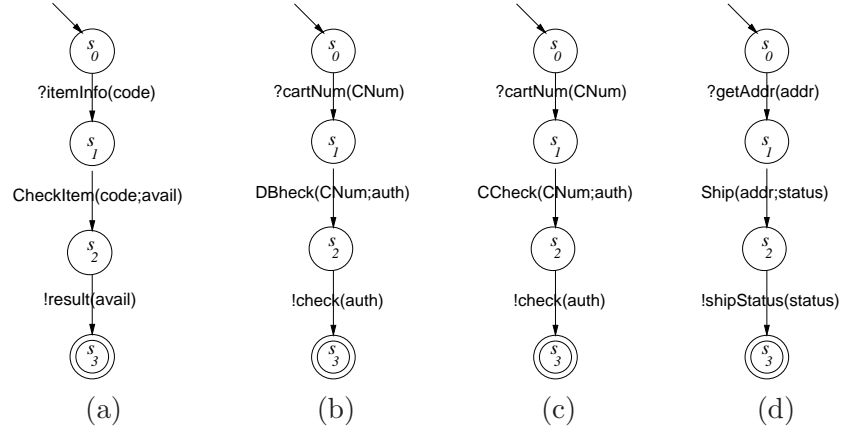 s0 s0 s0 s0
?itemInfo(code) ?cartNum(CNum) ?cartNum(CNum) ?getAddr(addr)
s1 s1 s1 s1
CheckItem(code;avail) DBheck(CNum;auth) CCheck(CNum;auth) Ship(addr;status)
s2 s2 s2 s2
!result(avail) !check(auth) !check(auth) !shipStatus(status)
s3 s3 s3 s3
(a) (b) (c) (d)